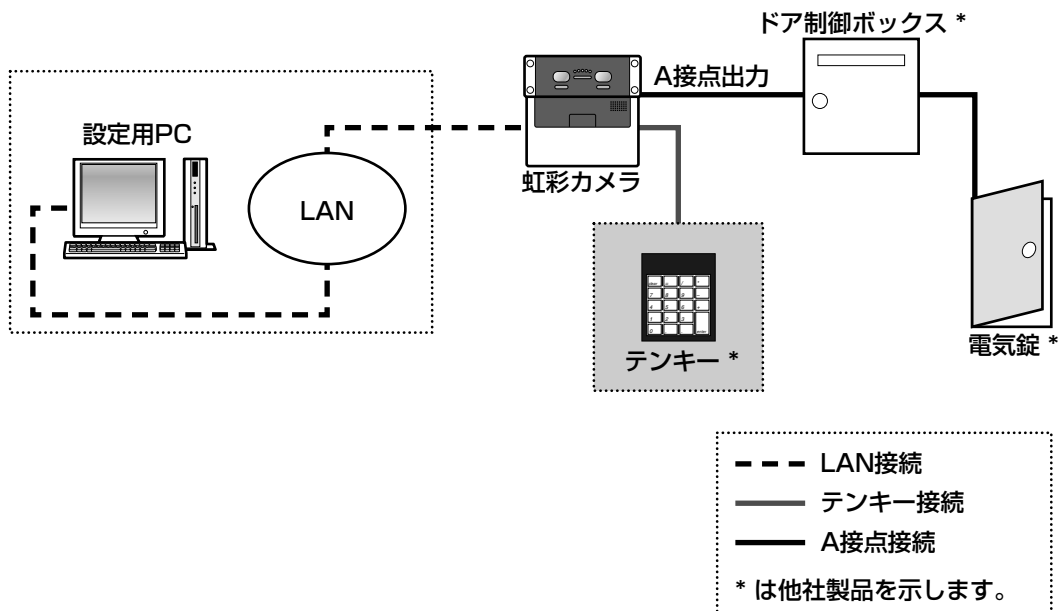 ドア制御ボックス *
A接点出力
設定用PC
LAN
虹彩カメラ
テンキー *
電気錠 *
LAN接続
テンキー接続
A接点接続
* は他社製品を示します。